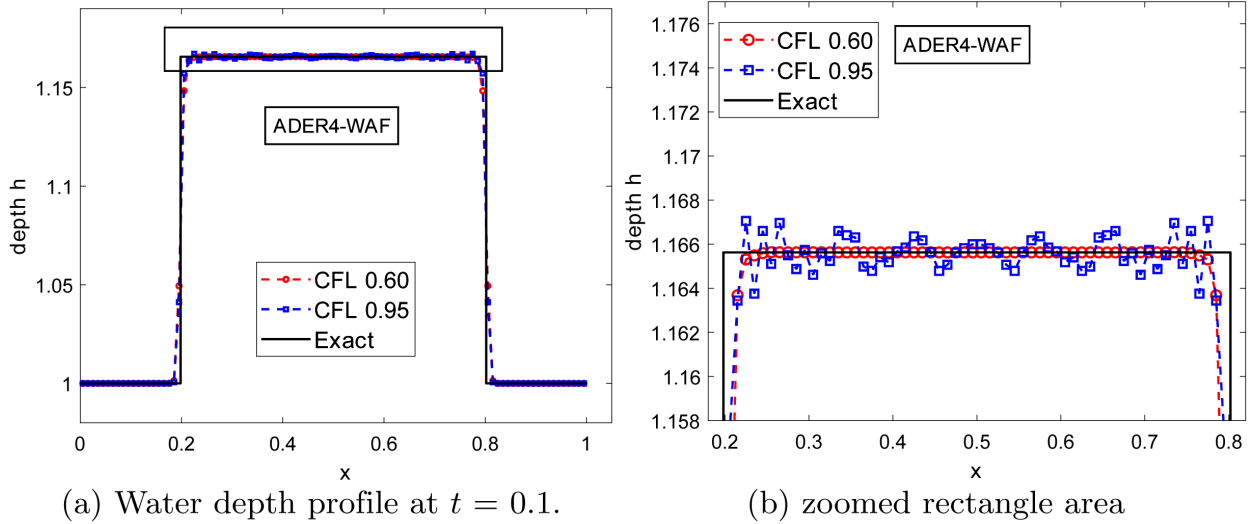 1.15
1.1
1.05
1
depth h
ADER4-WAF
CFL 0.60
CFL 0.95
Exact
0
0.2
0.4
0.6
0.8
1
x
(a) Water depth profile at t = 0.1.
1.176
1.174
1.172
1.17
1.168
1.166
1.164
1.162
1.16
1.158
depth h
CFL 0.60
CFL 0.95
Exact
ADER4-WAF
0.2
0.3
0.4
0.5
0.6
0.7
0.8
x
(b) zoomed rectangle area